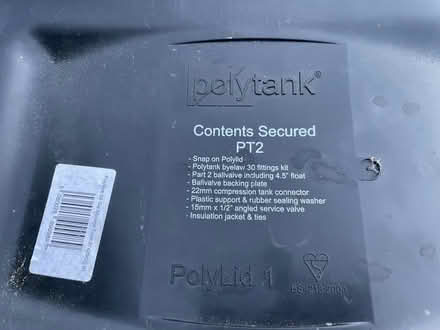 polytank®
Contents Secured
PT2
- Snap on Polylid
- Polytank byelaw 30 fittings kit
- Part 2 ballvalve including 4.5" float
- Ballvalve backing plate
- 22mm compression tank connector
- Plastic support & rubber sealing washer
- 15mm x 1/2" angled service valve
- Insulation jacket & ties
PolyLid 1